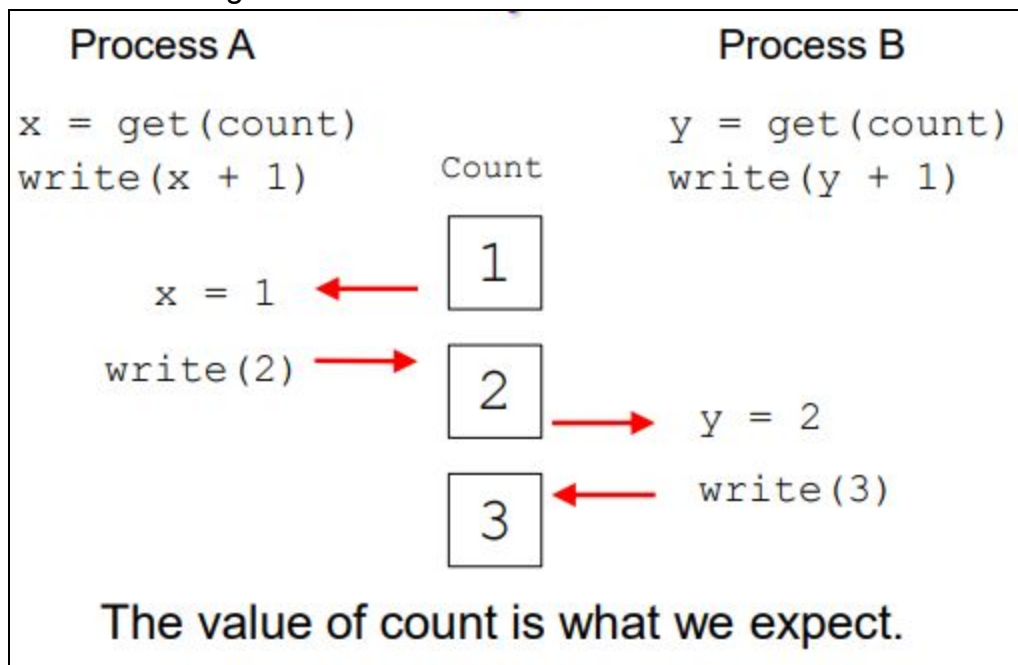 Process A Process B
x = get(count) y = get(count)
write(x + 1) Count write(y + 1)
1
x = 1
write(2)
2
y = 2
write(3)
3
The value of count is what we expect.